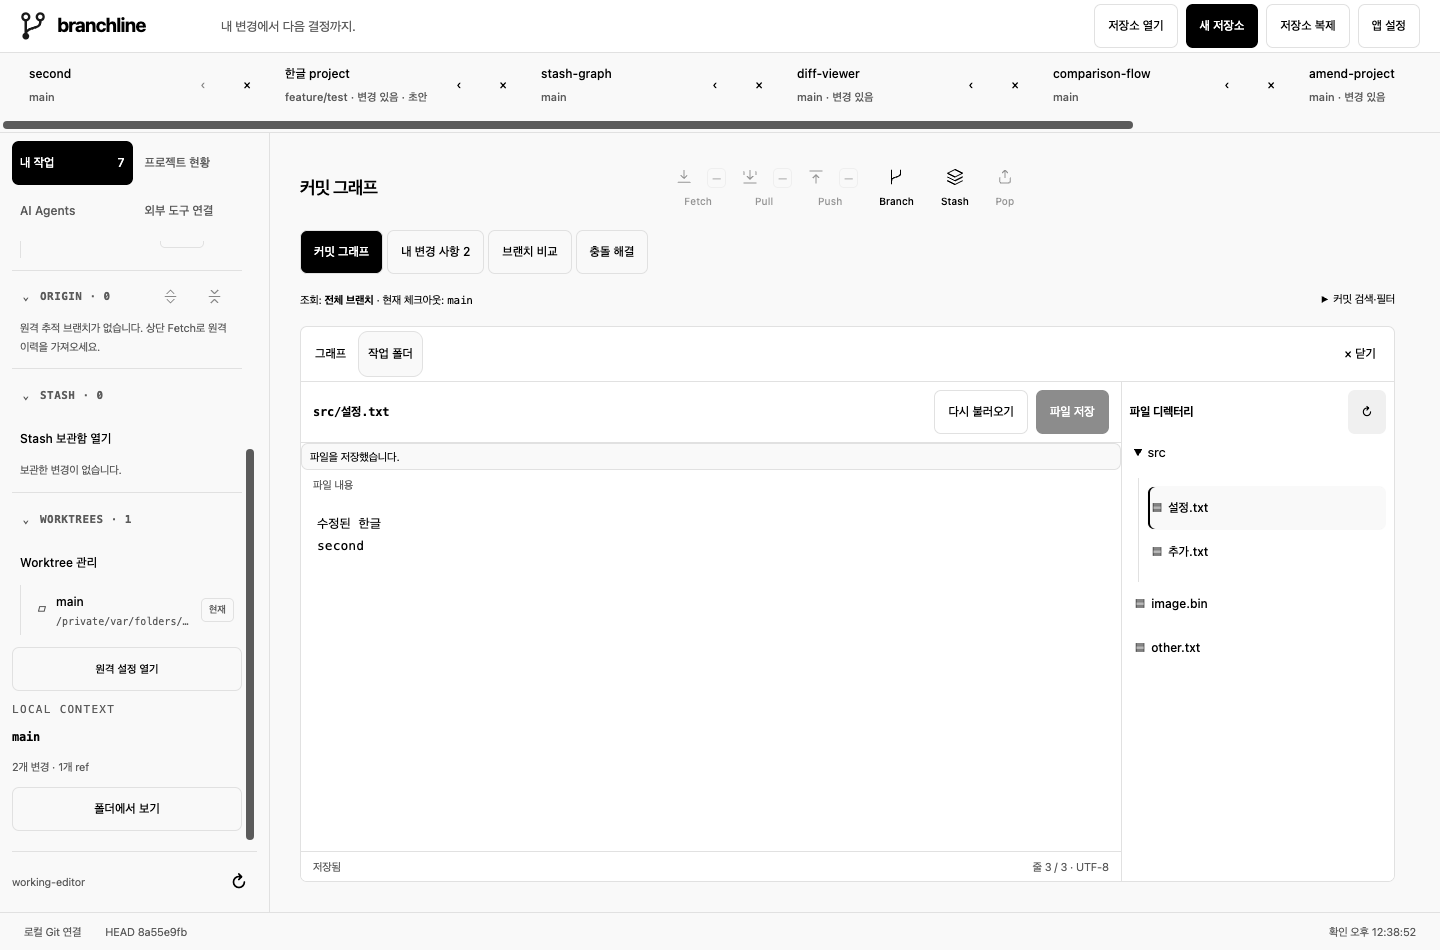 branchline
내 변경에서 다음 결정까지.
저장소 열기
새 저장소
저장소 복제
앱 설정
second
main
한글 project
feature/test · 변경 있음 · 초안
stash-graph
main
diff-viewer
main · 변경 있음
comparison-flow
main
amend-project
main · 변경 있음
내 작업 7
프로젝트 현황
AI Agents
외부 도구 연결
ORIGIN · 0
원격 추적 브랜치가 없습니다. 상단 Fetch로 원격
이력을 가져오세요.
STASH · 0
Stash 보관함 열기
보관한 변경이 없습니다.
WORKTREES · 1
Worktree 관리
main
/private/var/folders/…
현재
원격 설정 열기
LOCAL CONTEXT
main
2개 변경 · 1개 ref
폴더에서 보기
working-editor
커밋 그래프
Fetch
Pull
Push
Branch
Stash
Pop
커밋 그래프
내 변경 사항 2
브랜치 비교
충돌 해결
조회: 전체 브랜치 · 현재 체크아웃: main
▶ 커밋 검색·필터
그래프
작업 폴더
× 닫기
src/설정.txt
다시 불러오기
파일 저장
파일을 저장했습니다.
파일 내용
수정된 한글
second
저장됨
줄 3 / 3 · UTF-8
파일 디렉터리
▼ src
설정.txt
추가.txt
image.bin
other.txt
로컬 Git 연결
HEAD 8a55e9fb
확인 오후 12:38:52